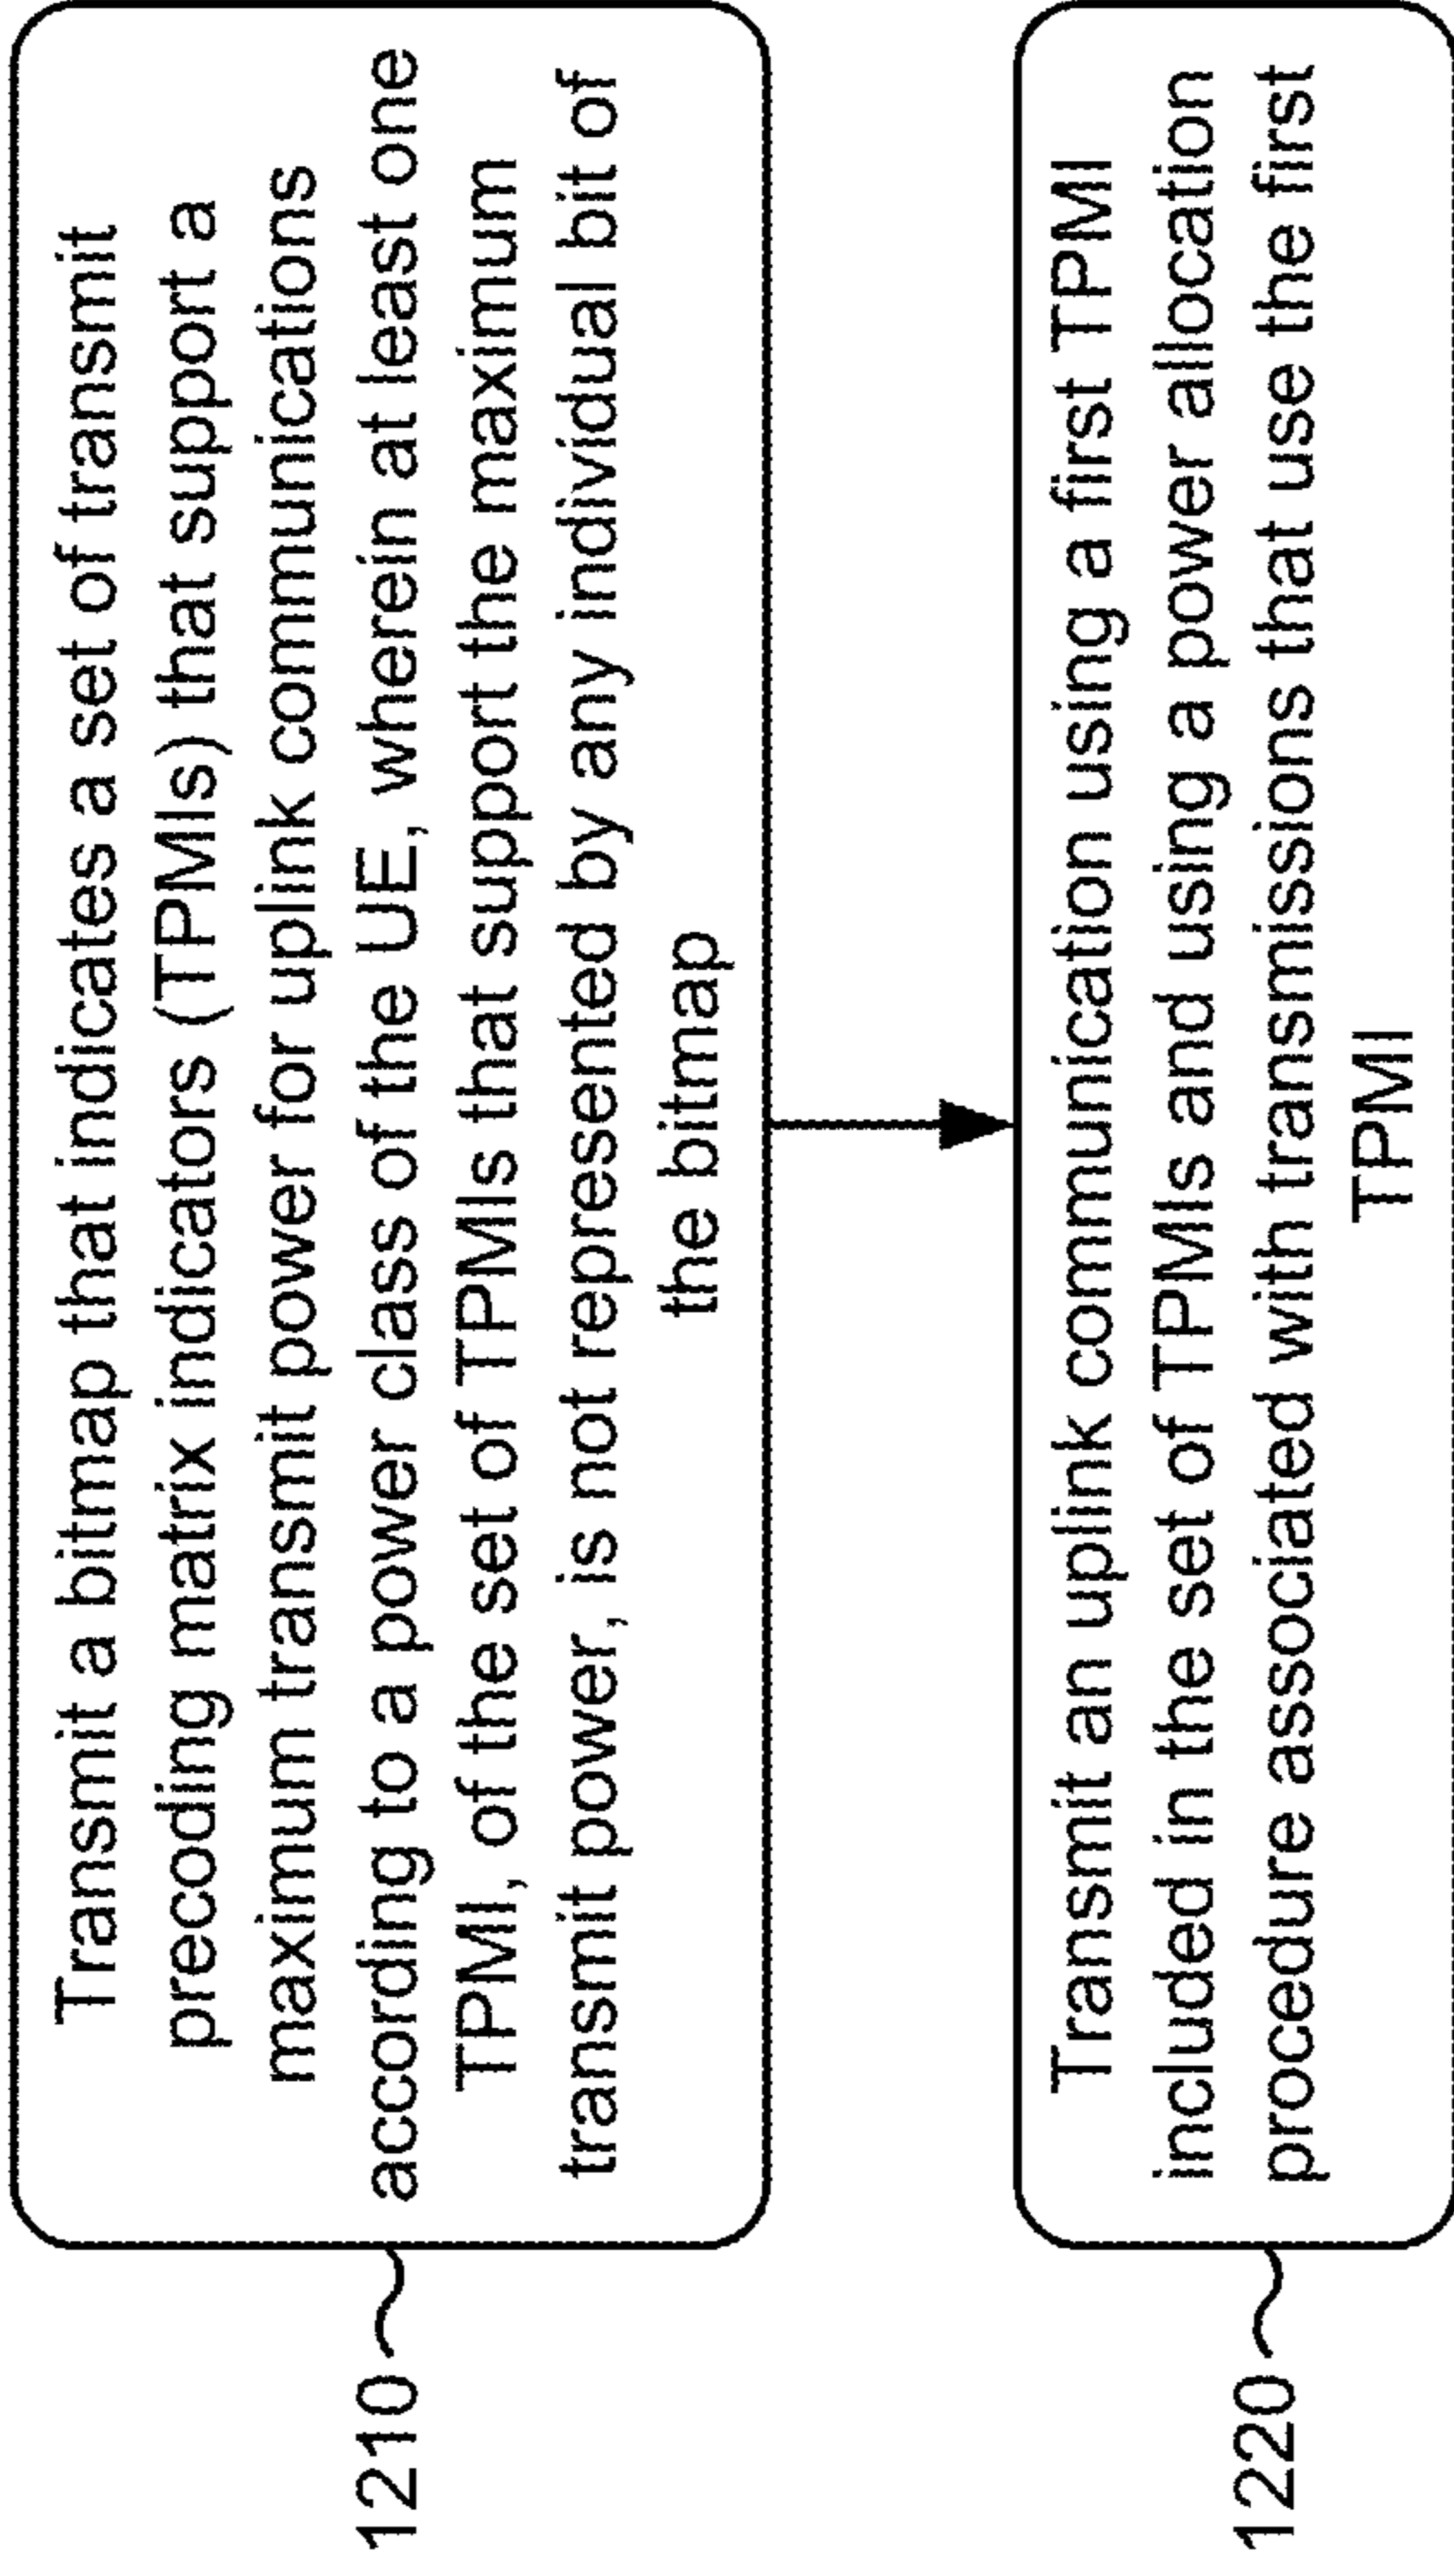 Transmit a bitmap that indicates a set of transmit
precoding matrix indicators (TPMIs) that support a
maximum transmit power for uplink communications
according to a power class of the UE, wherein at least one
TPMI, of the set of TPMIs that support the maximum
transmit power, is not represented by any individual bit of
the bitmap
1210
Transmit an uplink communication using a first TPMI
included in the set of TPMIs and using a power allocation
procedure associated with transmissions that use the first
TPMI
1220